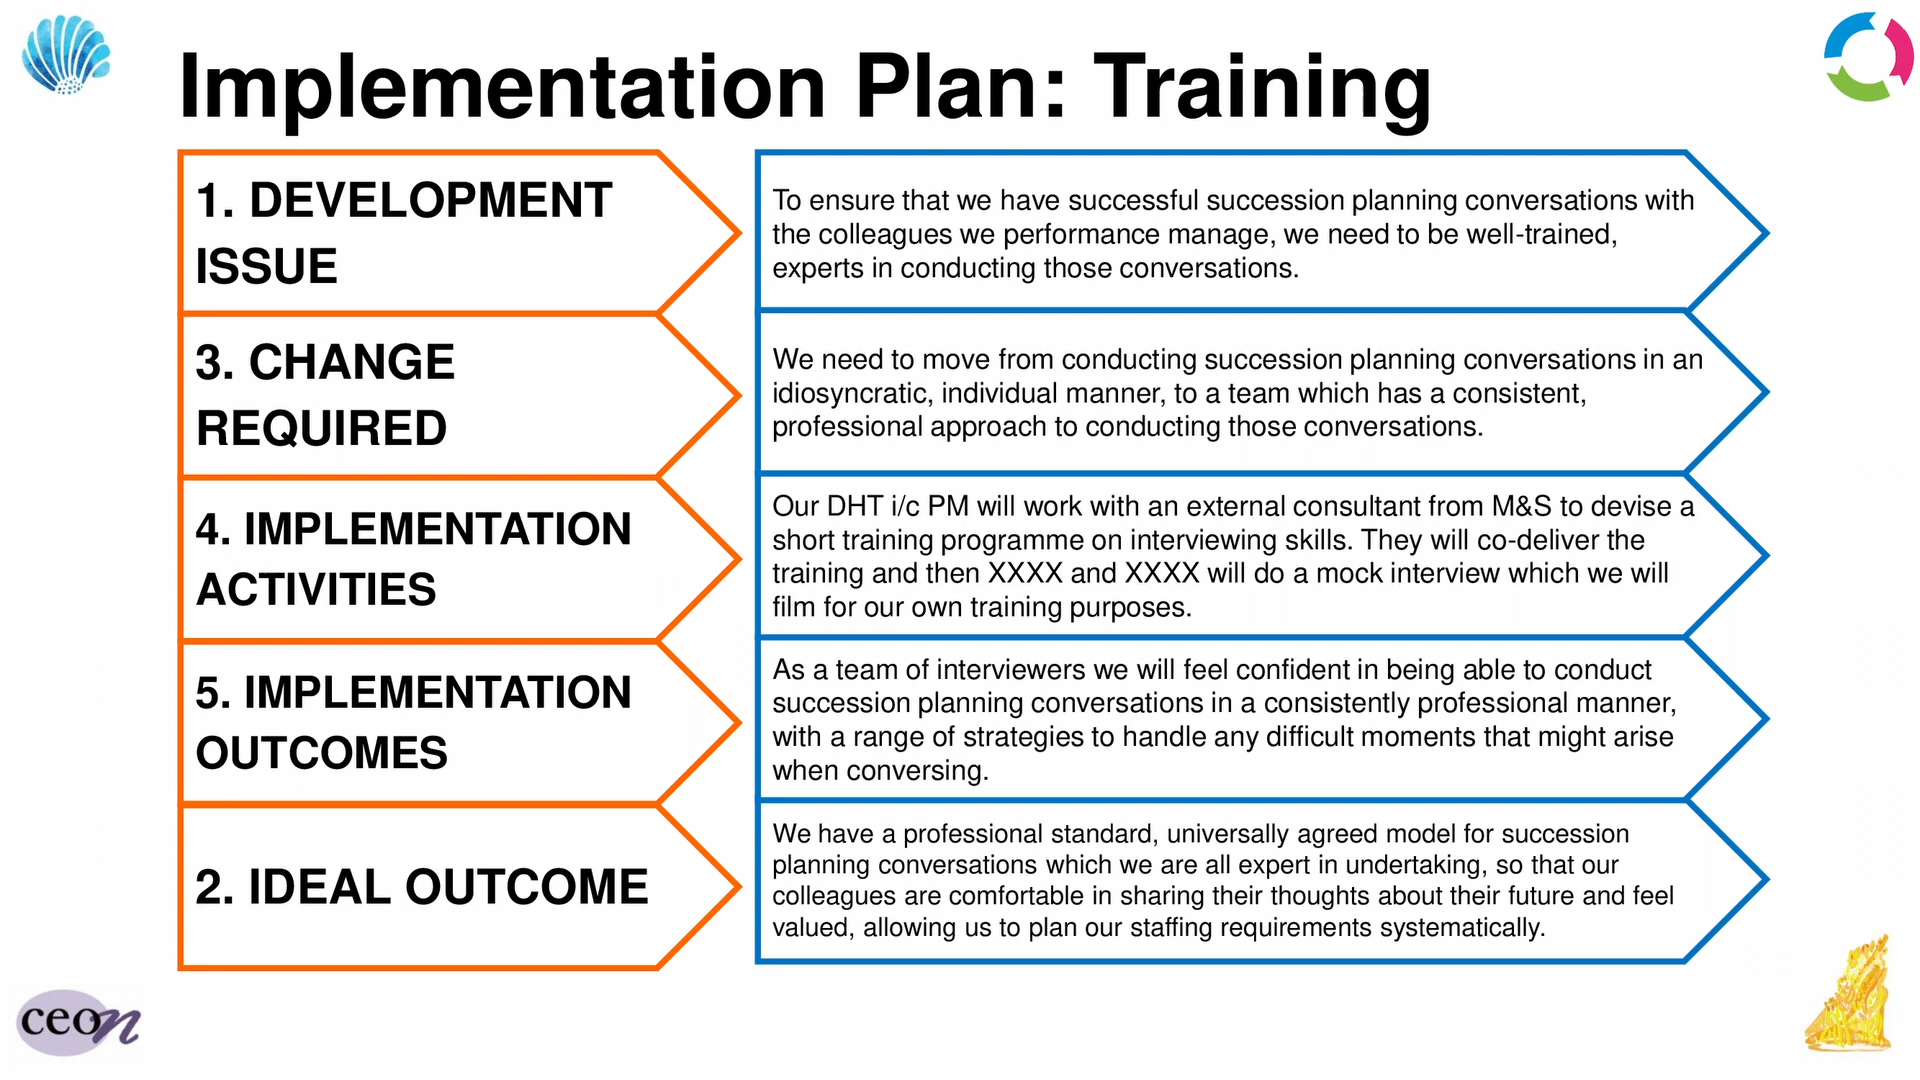 Implementation Plan: Training
1. DEVELOPMENT
ISSUE
To ensure that we have successful succession planning conversations with
the colleagues we performance manage, we need to be well-trained,
experts in conducting those conversations.
3. CHANGE
REQUIRED
We need to move from conducting succession planning conversations in an
idiosyncratic, individual manner, to a team which has a consistent,
professional approach to conducting those conversations.
4. IMPLEMENTATION
ACTIVITIES
Our DHT i/c PM will work with an external consultant from M&S to devise a
short training programme on interviewing skills. They will co-deliver the
training and then XXXX and XXXX will do a mock interview which we will
film for our own training purposes.
5. IMPLEMENTATION
OUTCOMES
As a team of interviewers we will feel confident in being able to conduct
succession planning conversations in a consistently professional manner,
with a range of strategies to handle any difficult moments that might arise
when conversing.
2. IDEAL OUTCOME
We have a professional standard, universally agreed model for succession
planning conversations which we are all expert in undertaking, so that our
colleagues are comfortable in sharing their thoughts about their future and feel
valued, allowing us to plan our staffing requirements systematically.
ceon